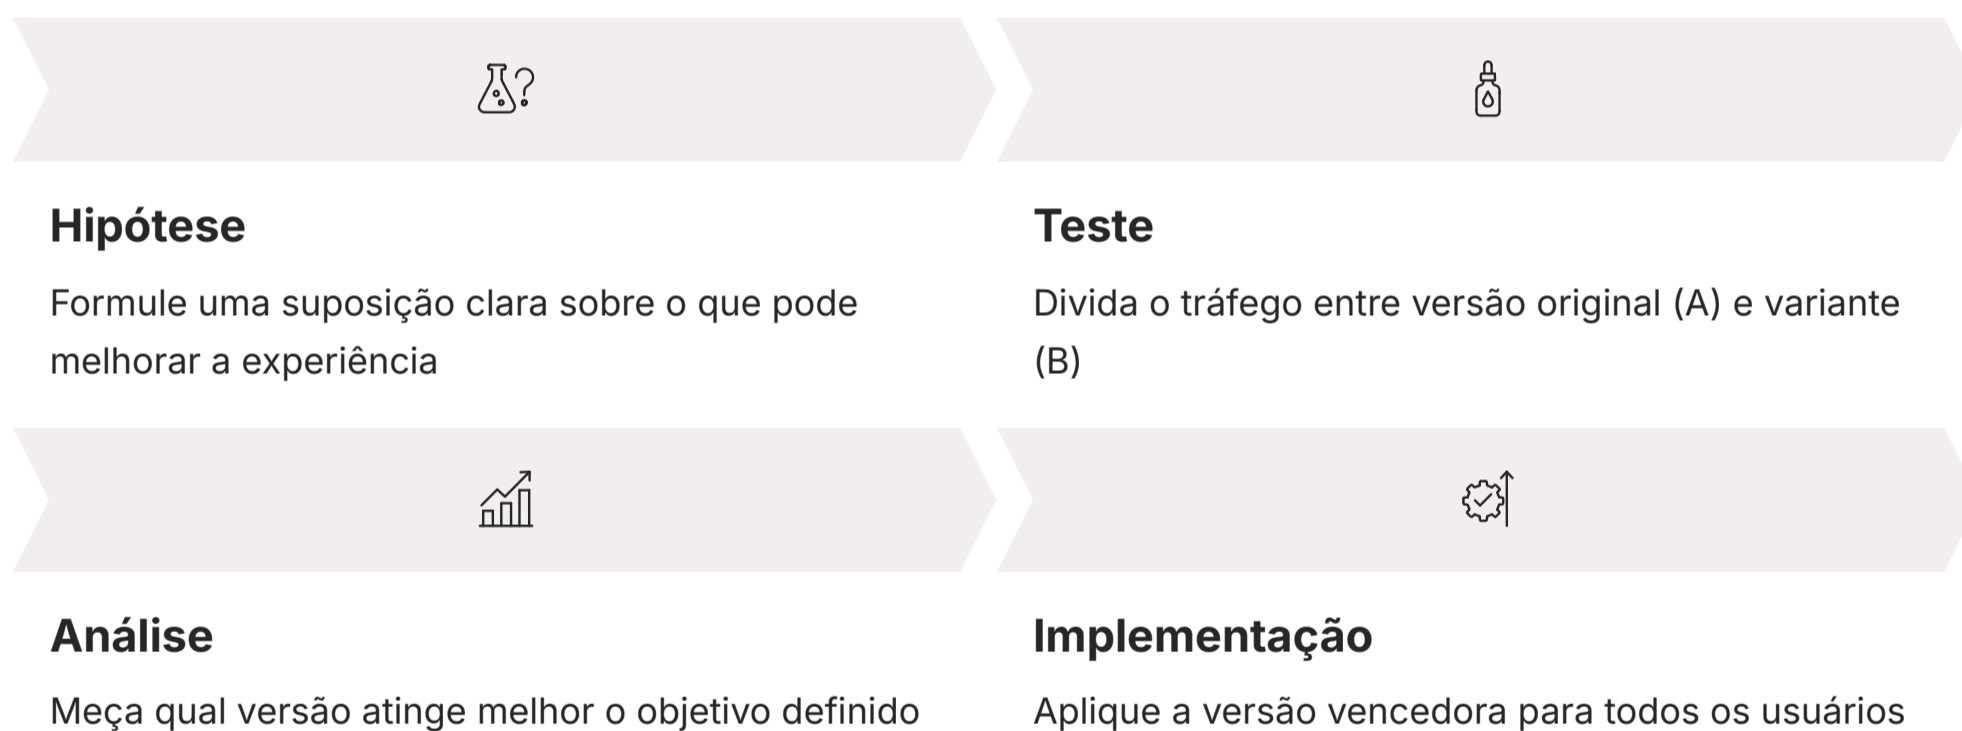 Hipótese
Formule uma suposição clara sobre o que pode
melhorar a experiência
Teste
Divida o tráfego entre versão original (A) e variante
(B)
Análise
Meça qual versão atinge melhor o objetivo definido
Implementação
Aplique a versão vencedora para todos os usuários